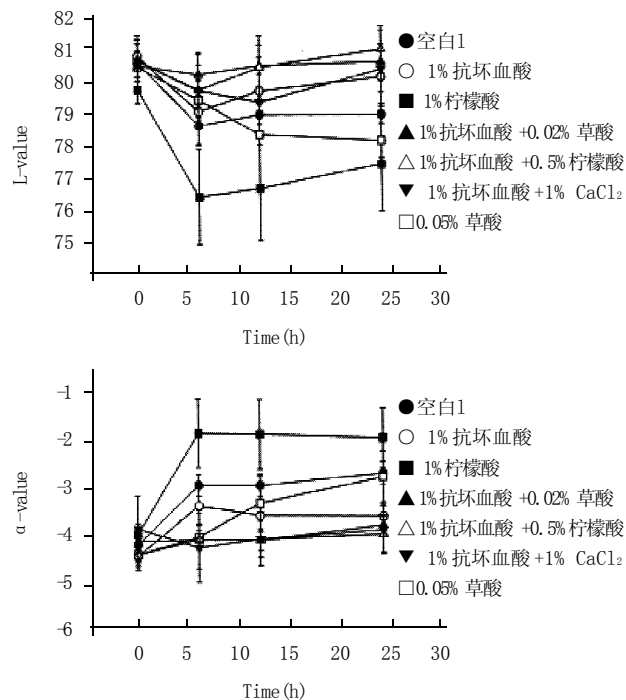 82
81
80
79
78
77
76
75
L-value
0 5 10 15 20 25 30
Time(h)
●空白1
○ 1%抗坏血酸
■1%柠檬酸
▲1%抗坏血酸+0.02% 草酸
△1%抗坏血酸+0.5%柠檬酸
▼ 1%抗坏血酸+1% CaCl₂
□0.05% 草酸
-1
-2
-3
-4
-5
-6
α-value
0 5 10 15 20 25 30
Time(h)
●空白1
○ 1%抗坏血酸
■1%柠檬酸
▲1%抗坏血酸+0.02% 草酸
△1%抗坏血酸+0.5%柠檬酸
▼ 1%抗坏血酸+1% CaCl₂
□0.05% 草酸